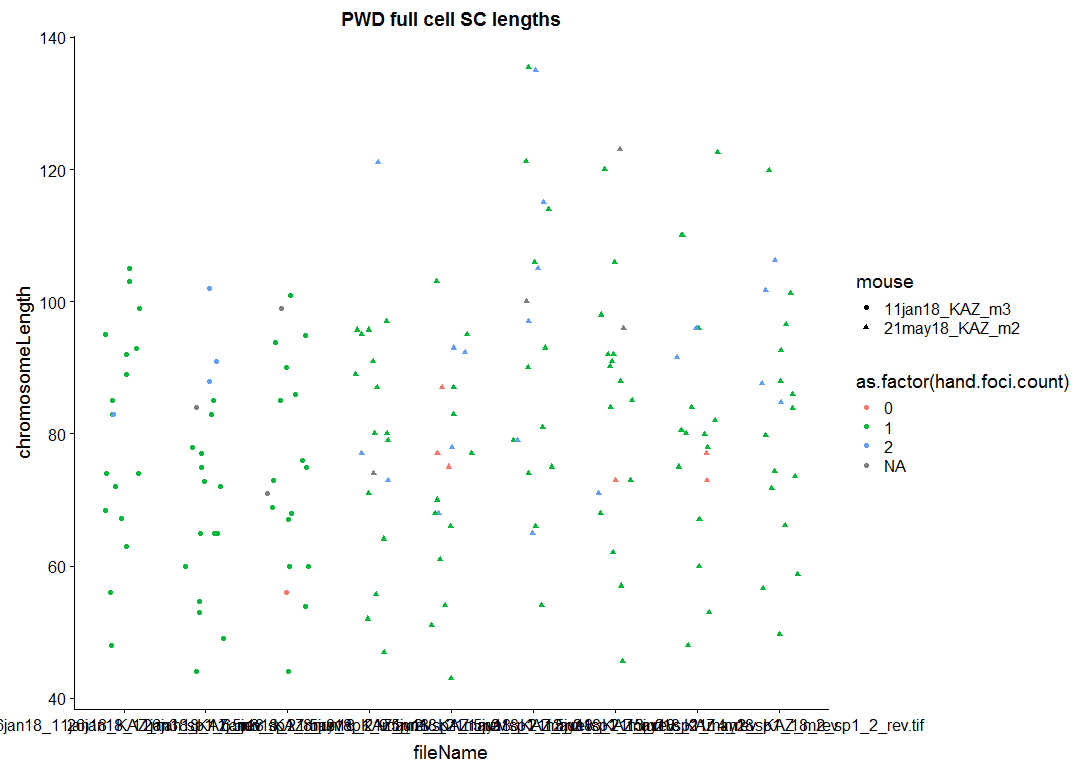 PWD full cell SC lengths
140
120
100
80
60
40
chromosomeLength
mouse
11jan18_KAZ_m3
21may18_KAZ_m2
as.factor(hand.foci.count)
0
1
2
NA
fileName